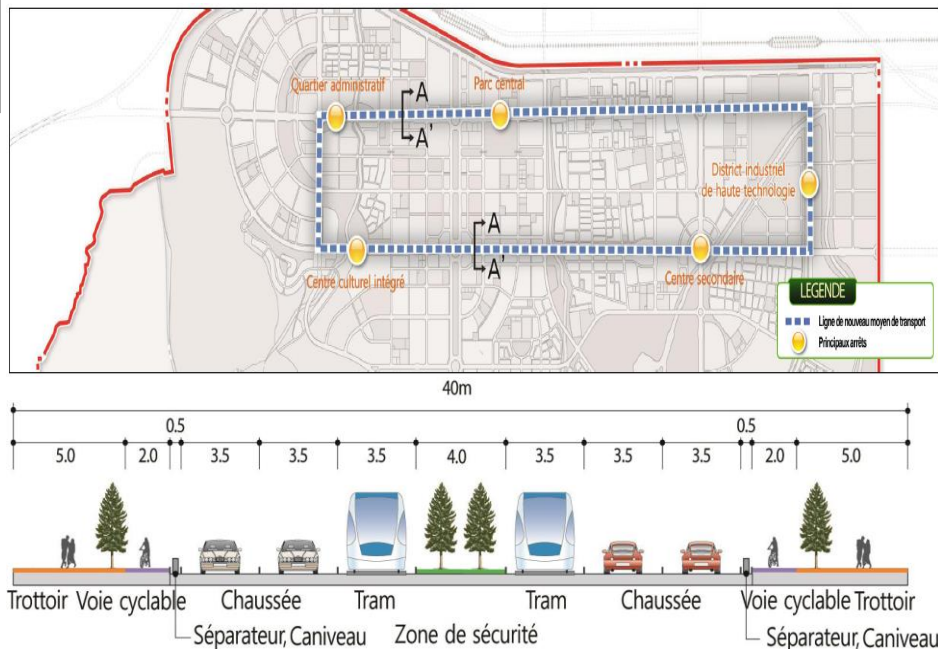 Quartier administratif
Parc central
A
A'
District industriel
de haute technologie
A
A'
Centre culturel intégré
Centre secondaire
LEGENDE
Ligne de nouveau moyen de transport
Principaux arrêts
40m
0.5
0.5
5.0 2.0 3.5 3.5 3.5 4.0 3.5 3.5 3.5 2.0 5.0
Trottoir Voie cyclable Chaussée Tram Tram Chaussée Voie cyclable Trottoir
Séparateur, Caniveau Zone de sécurité Séparateur, Caniveau